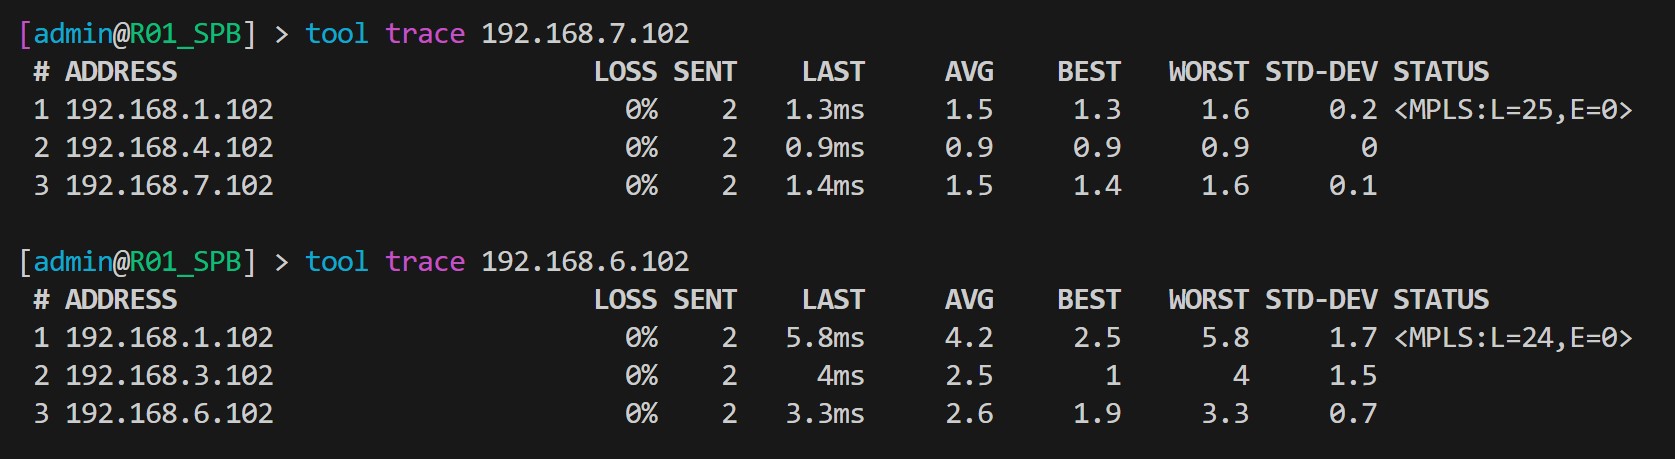 [admin@R01_SPB] > tool trace 192.168.7.102
# ADDRESS LOSS SENT LAST AVG BEST WORST STD-DEV STATUS
1 192.168.1.102 0% 2 1.3ms 1.5 1.3 1.6 0.2 <MPLS:L=25,E=0>
2 192.168.4.102 0% 2 0.9ms 0.9 0.9 0.9 0
3 192.168.7.102 0% 2 1.4ms 1.5 1.4 1.6 0.1
[admin@R01_SPB] > tool trace 192.168.6.102
# ADDRESS LOSS SENT LAST AVG BEST WORST STD-DEV STATUS
1 192.168.1.102 0% 2 5.8ms 4.2 2.5 5.8 1.7 <MPLS:L=24,E=0>
2 192.168.3.102 0% 2 4ms 2.5 1 4 1.5
3 192.168.6.102 0% 2 3.3ms 2.6 1.9 3.3 0.7